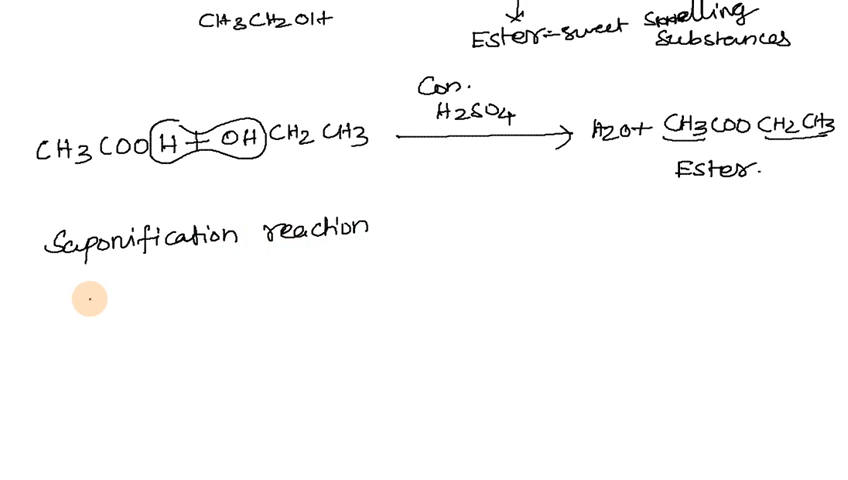 CH3CH2OH
Ester = sweet smelling
substances
Con.
H2SO4
CH3COOH + OHCH2CH3 → H2O + CH3COOCH2CH3
Ester.
Saponification reaction